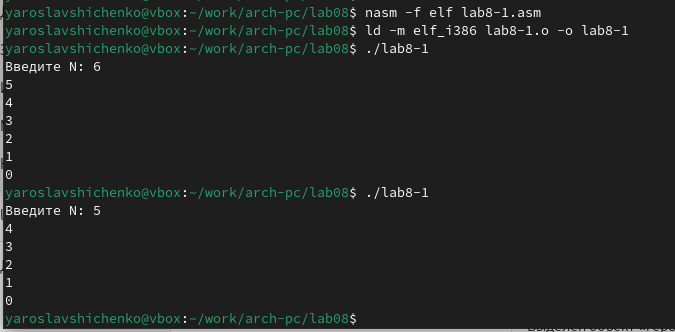 yaroslavshichenko@vbox:~/work/arch-pc/lab08$ nasm -f elf lab8-1.asm
yaroslavshichenko@vbox:~/work/arch-pc/lab08$ ld -m elf_i386 lab8-1.o -o lab8-1
yaroslavshichenko@vbox:~/work/arch-pc/lab08$ ./lab8-1
Введите N: 6
5
4
3
2
1
0
yaroslavshichenko@vbox:~/work/arch-pc/lab08$ ./lab8-1
Введите N: 5
4
3
2
1
0
yaroslavshichenko@vbox:~/work/arch-pc/lab08$